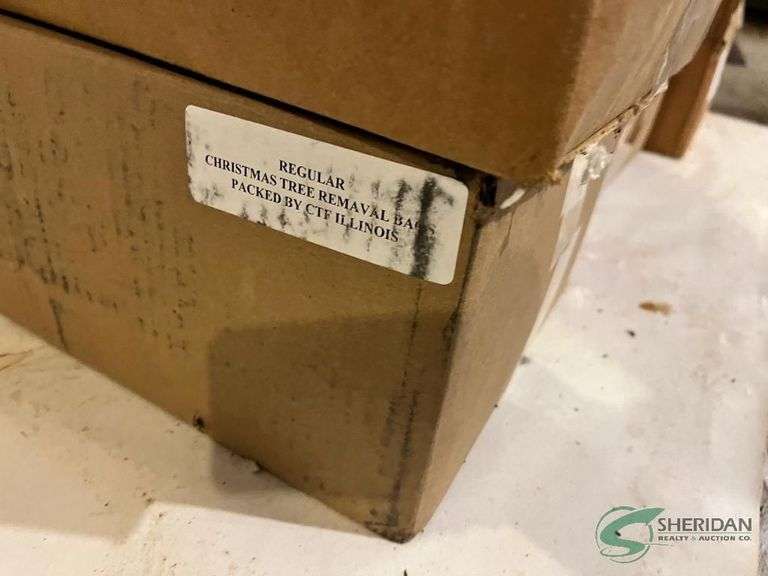 REGULAR
CHRISTMAS TREE REMAVAL BAGS
PACKED BY CTF ILLINOIS
SHERIDAN
REALTY & AUCTION CO.